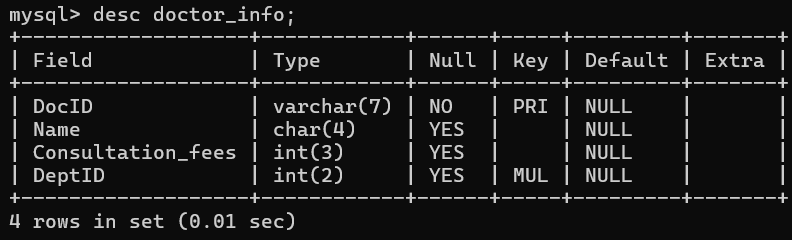 mysql> desc doctor_info;
+-------------------+------------+------+-----+---------+-------+
| Field             | Type       | Null | Key | Default | Extra |
+-------------------+------------+------+-----+---------+-------+
| DocID             | varchar(7) | NO   | PRI | NULL    |       |
| Name              | char(4)    | YES  |     | NULL    |       |
| Consultation_fees | int(3)     | YES  |     | NULL    |       |
| DeptID            | int(2)     | YES  | MUL | NULL    |       |
+-------------------+------------+------+-----+---------+-------+
4 rows in set (0.01 sec)